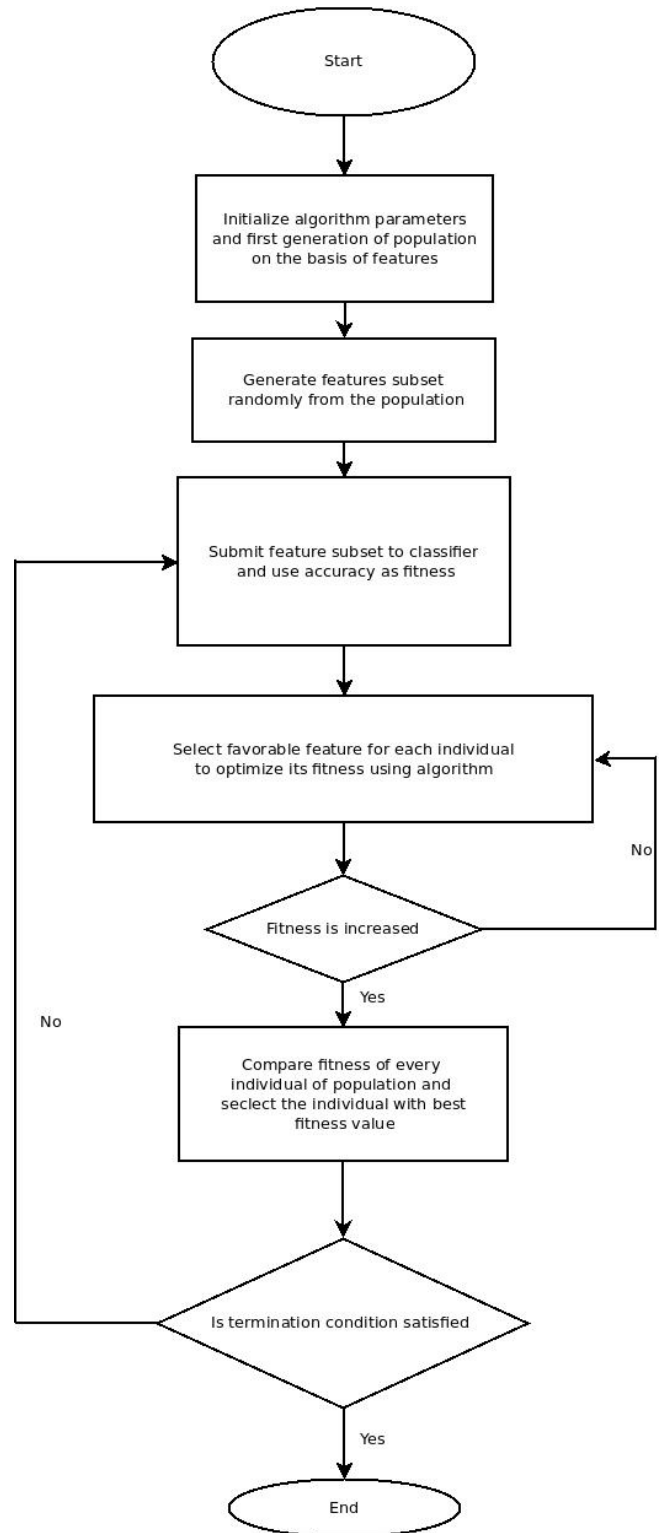 Start
Initialize algorithm parameters
and first generation of population
on the basis of features
Generate features subset
randomly from the population
Submit feature subset to classifier
and use accuracy as fitness
Select favorable feature for each individual
to optimize its fitness using algorithm
No
Fitness is increased
Yes
No
Compare fitness of every
individual of population and
seclect the individual with best
fitness value
Is termination condition satisfied
Yes
End